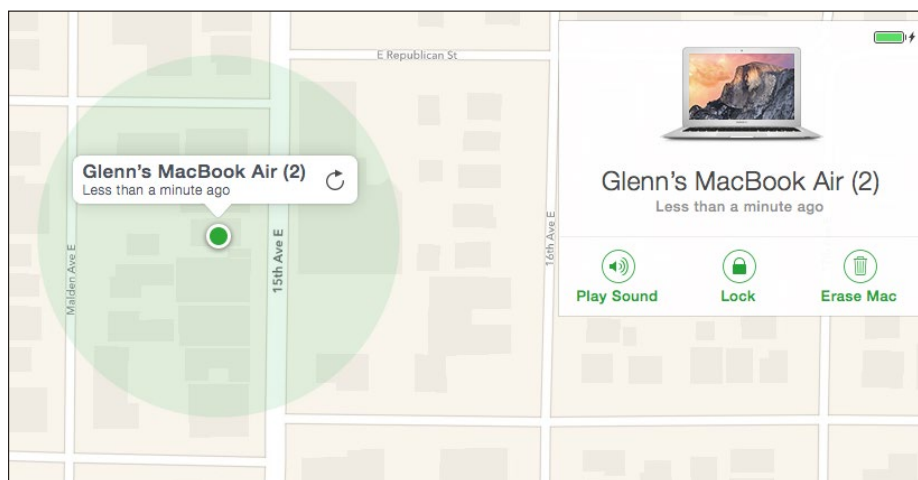 E Republican St
Glenn's MacBook Air (2)
Less than a minute ago
Malden Ave E
15th Ave E
16th Ave E
Glenn's MacBook Air (2)
Less than a minute ago
Play Sound
Lock
Erase Mac